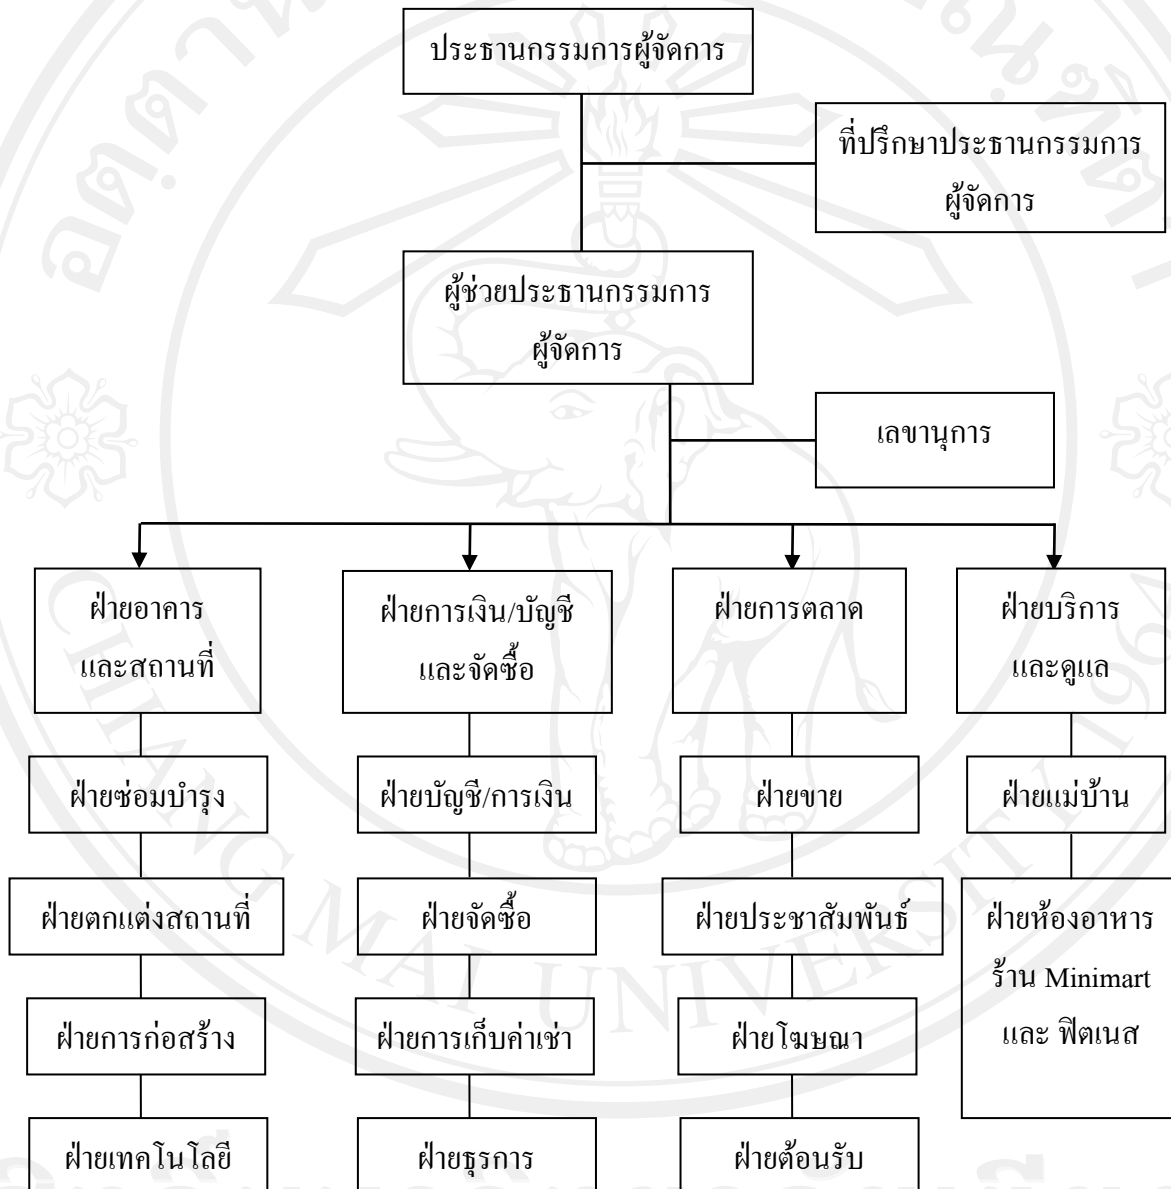 ประธานกรรมการผู้จัดการ
ที่ปรึกษาประธานกรรมการ
ผู้จัดการ
ผู้ช่วยประธานกรรมการ
ผู้จัดการ
เลขานุการ
ฝ่ายอาคาร
และสถานที่
ฝ่ายการเงิน/บัญชี
และจัดซื้อ
ฝ่ายการตลาด
ฝ่ายบริการ
และดูแล
ฝ่ายซ่อมบำรุง
ฝ่ายบัญชี/การเงิน
ฝ่ายขาย
ฝ่ายแม่บ้าน
ฝ่ายตกแต่งสถานที่
ฝ่ายจัดซื้อ
ฝ่ายประชาสัมพันธ์
ฝ่ายห้องอาหาร
ร้าน Minimart
และ ฟิตเนส
ฝ่ายการก่อสร้าง
ฝ่ายการเก็บค่าเช่า
ฝ่ายโฆษณา
ฝ่ายเทคโนโลยี
ฝ่ายธุรการ
ฝ่ายต้อนรับ
CHIANG MAI UNIVERSITY 1964